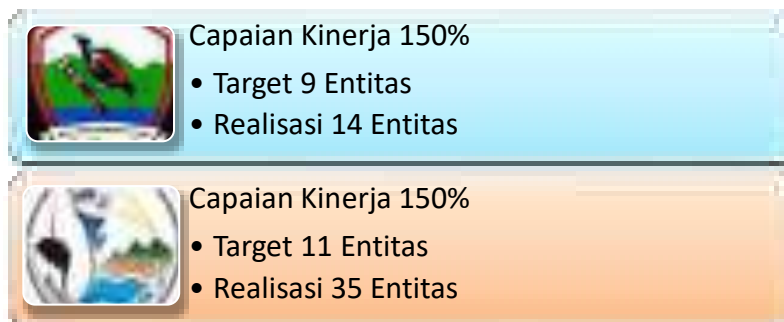 Capaian Kinerja 150%
• Target 9 Entitas
• Realisasi 14 Entitas
Capaian Kinerja 150%
• Target 11 Entitas
• Realisasi 35 Entitas